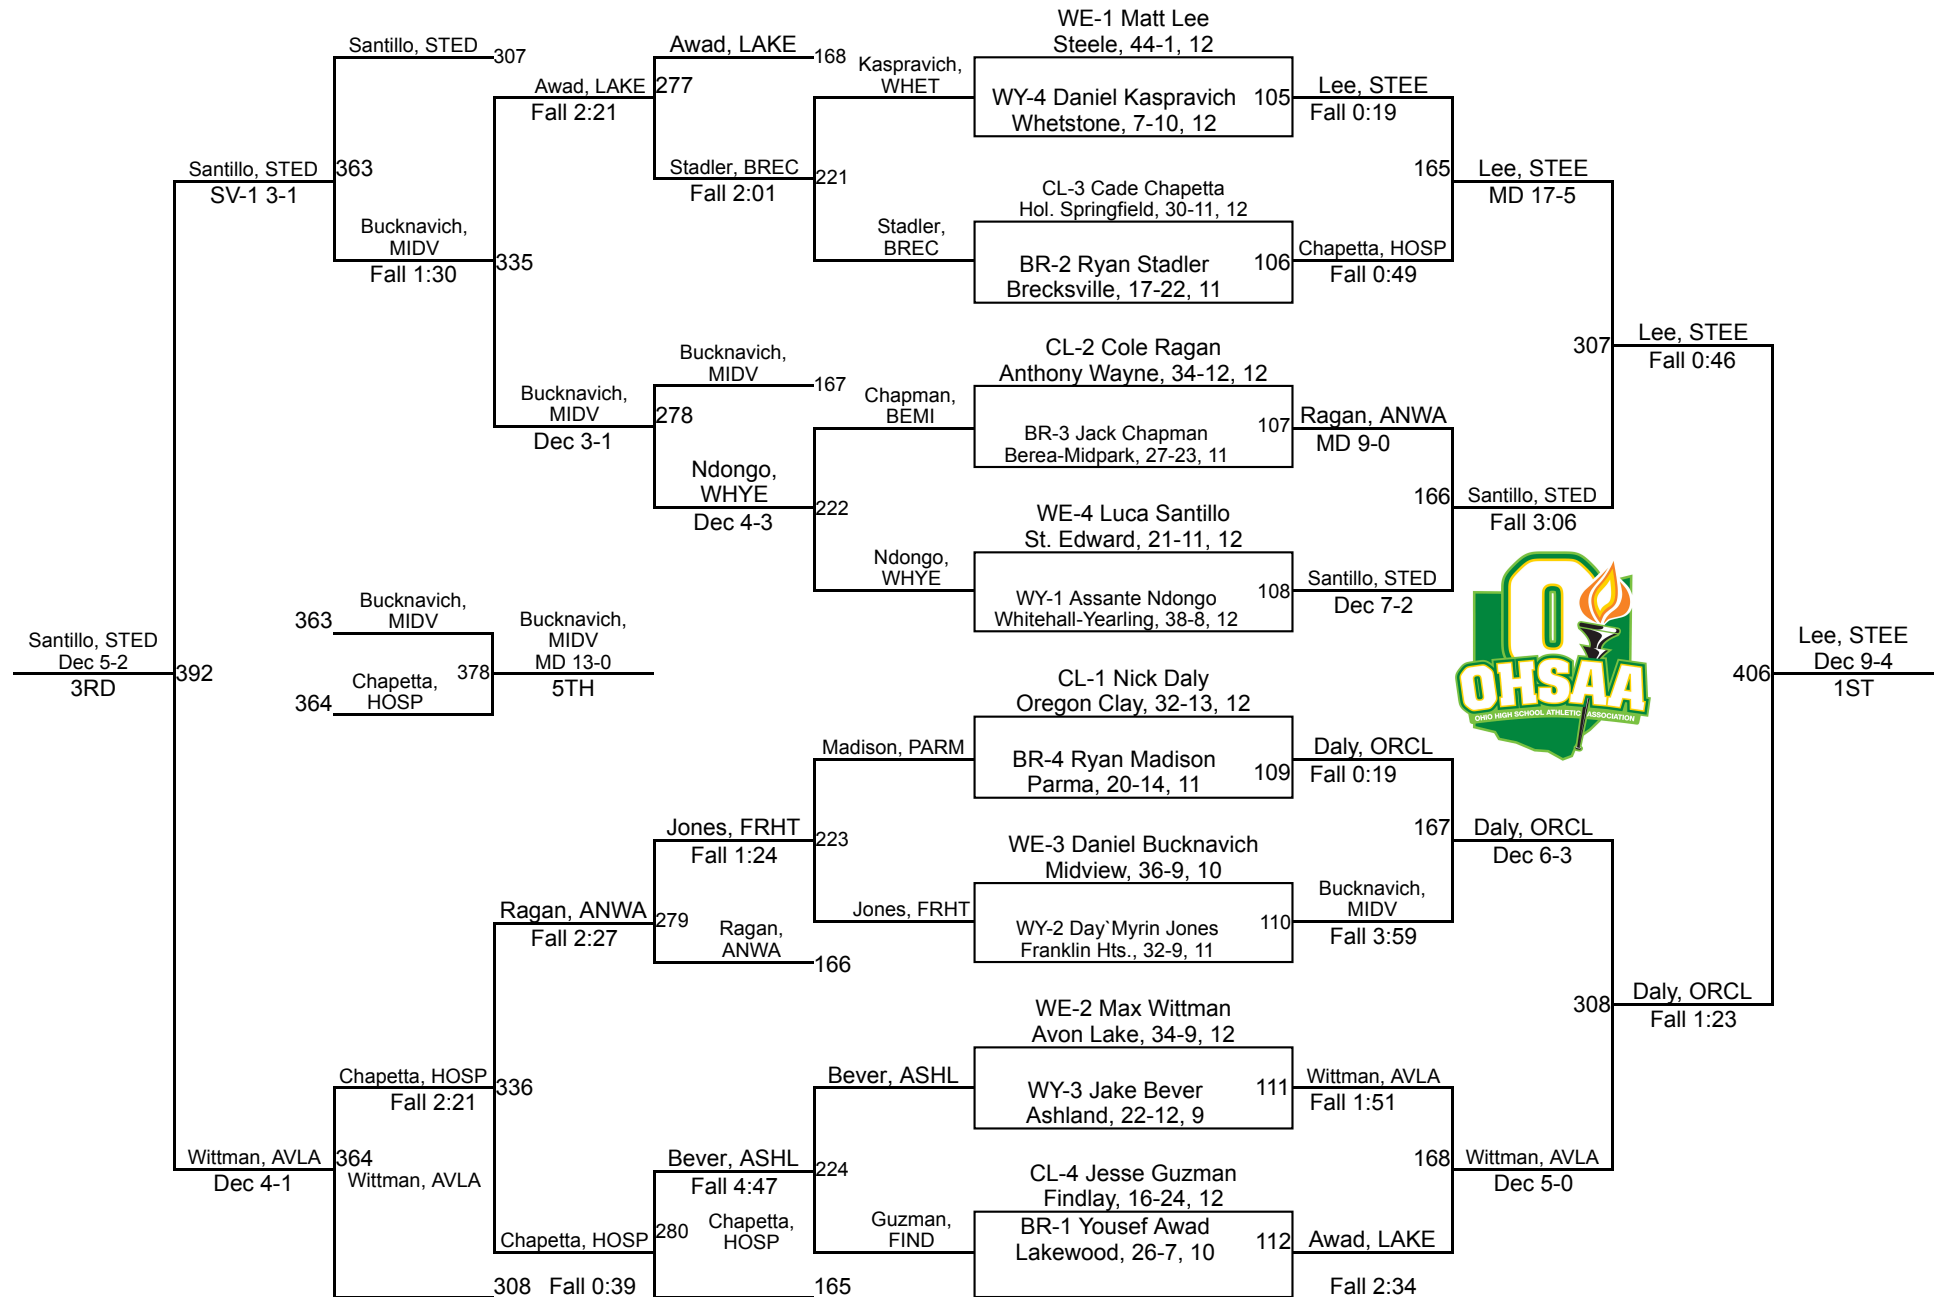 WE-1 Matt Lee
Steele, 44-1, 12
Santillo, STED
307
Awad, LAKE
168
Kaspravich,
WHET
Awad, LAKE
277
Fall 2:21
WY-4 Daniel Kaspravich
Whetstone, 7-10, 12
105
Lee, STEE
Fall 0:19
Santillo, STED
363
SV-1 3-1
Stadler, BREC
221
Fall 2:01
165
Lee, STEE
MD 17-5
CL-3 Cade Chapetta
Hol. Springfield, 30-11, 12
Bucknavich,
MIDV
335
Fall 1:30
Stadler,
BREC
BR-2 Ryan Stadler
Brecksville, 17-22, 11
106
Chapetta, HOSP
Fall 0:49
307
Lee, STEE
Fall 0:46
Bucknavich,
MIDV
167
CL-2 Cole Ragan
Anthony Wayne, 34-12, 12
Bucknavich,
MIDV
278
Dec 3-1
Chapman,
BEMI
BR-3 Jack Chapman
Berea-Midpark, 27-23, 11
107
Ragan, ANWA
MD 9-0
Ndongo,
WHYE
222
Dec 4-3
166
Santillo, STED
Fall 3:06
WE-4 Luca Santillo
St. Edward, 21-11, 12
Ndongo,
WHYE
WY-1 Assante Ndongo
Whitehall-Yearling, 38-8, 12
108
Santillo, STED
Dec 7-2
O
OHSAA
OHIO HIGH SCHOOL ATHLETIC ASSOCIATION
363
Bucknavich,
MIDV
Bucknavich,
MIDV
MD 13-0
5TH
378
364
Chapetta,
HOSP
Santillo, STED
Dec 5-2
3RD
392
406
Lee, STEE
Dec 9-4
1ST
CL-1 Nick Daly
Oregon Clay, 32-13, 12
Madison, PARM
BR-4 Ryan Madison
Parma, 20-14, 11
109
Daly, ORCL
Fall 0:19
Jones, FRHT
223
Fall 1:24
167
Daly, ORCL
Dec 6-3
WE-3 Daniel Bucknavich
Midview, 36-9, 10
Ragan, ANWA
279
Fall 2:27
Ragan,
ANWA
166
Jones, FRHT
WY-2 Day`Myrin Jones
Franklin Hts., 32-9, 11
110
Bucknavich,
MIDV
Fall 3:59
308
Daly, ORCL
Fall 1:23
WE-2 Max Wittman
Avon Lake, 34-9, 12
Chapetta, HOSP
336
Fall 2:21
Bever, ASHL
WY-3 Jake Bever
Ashland, 22-12, 9
111
Wittman, AVLA
Fall 1:51
Wittman, AVLA
364
Dec 4-1
Wittman, AVLA
Bever, ASHL
224
Fall 4:47
168
Wittman, AVLA
Dec 5-0
CL-4 Jesse Guzman
Findlay, 16-24, 12
Chapetta, HOSP
280
Chapetta,
HOSP
Guzman,
FIND
BR-1 Yousef Awad
Lakewood, 26-7, 10
112
Awad, LAKE
308
Fall 0:39
165
Fall 2:34